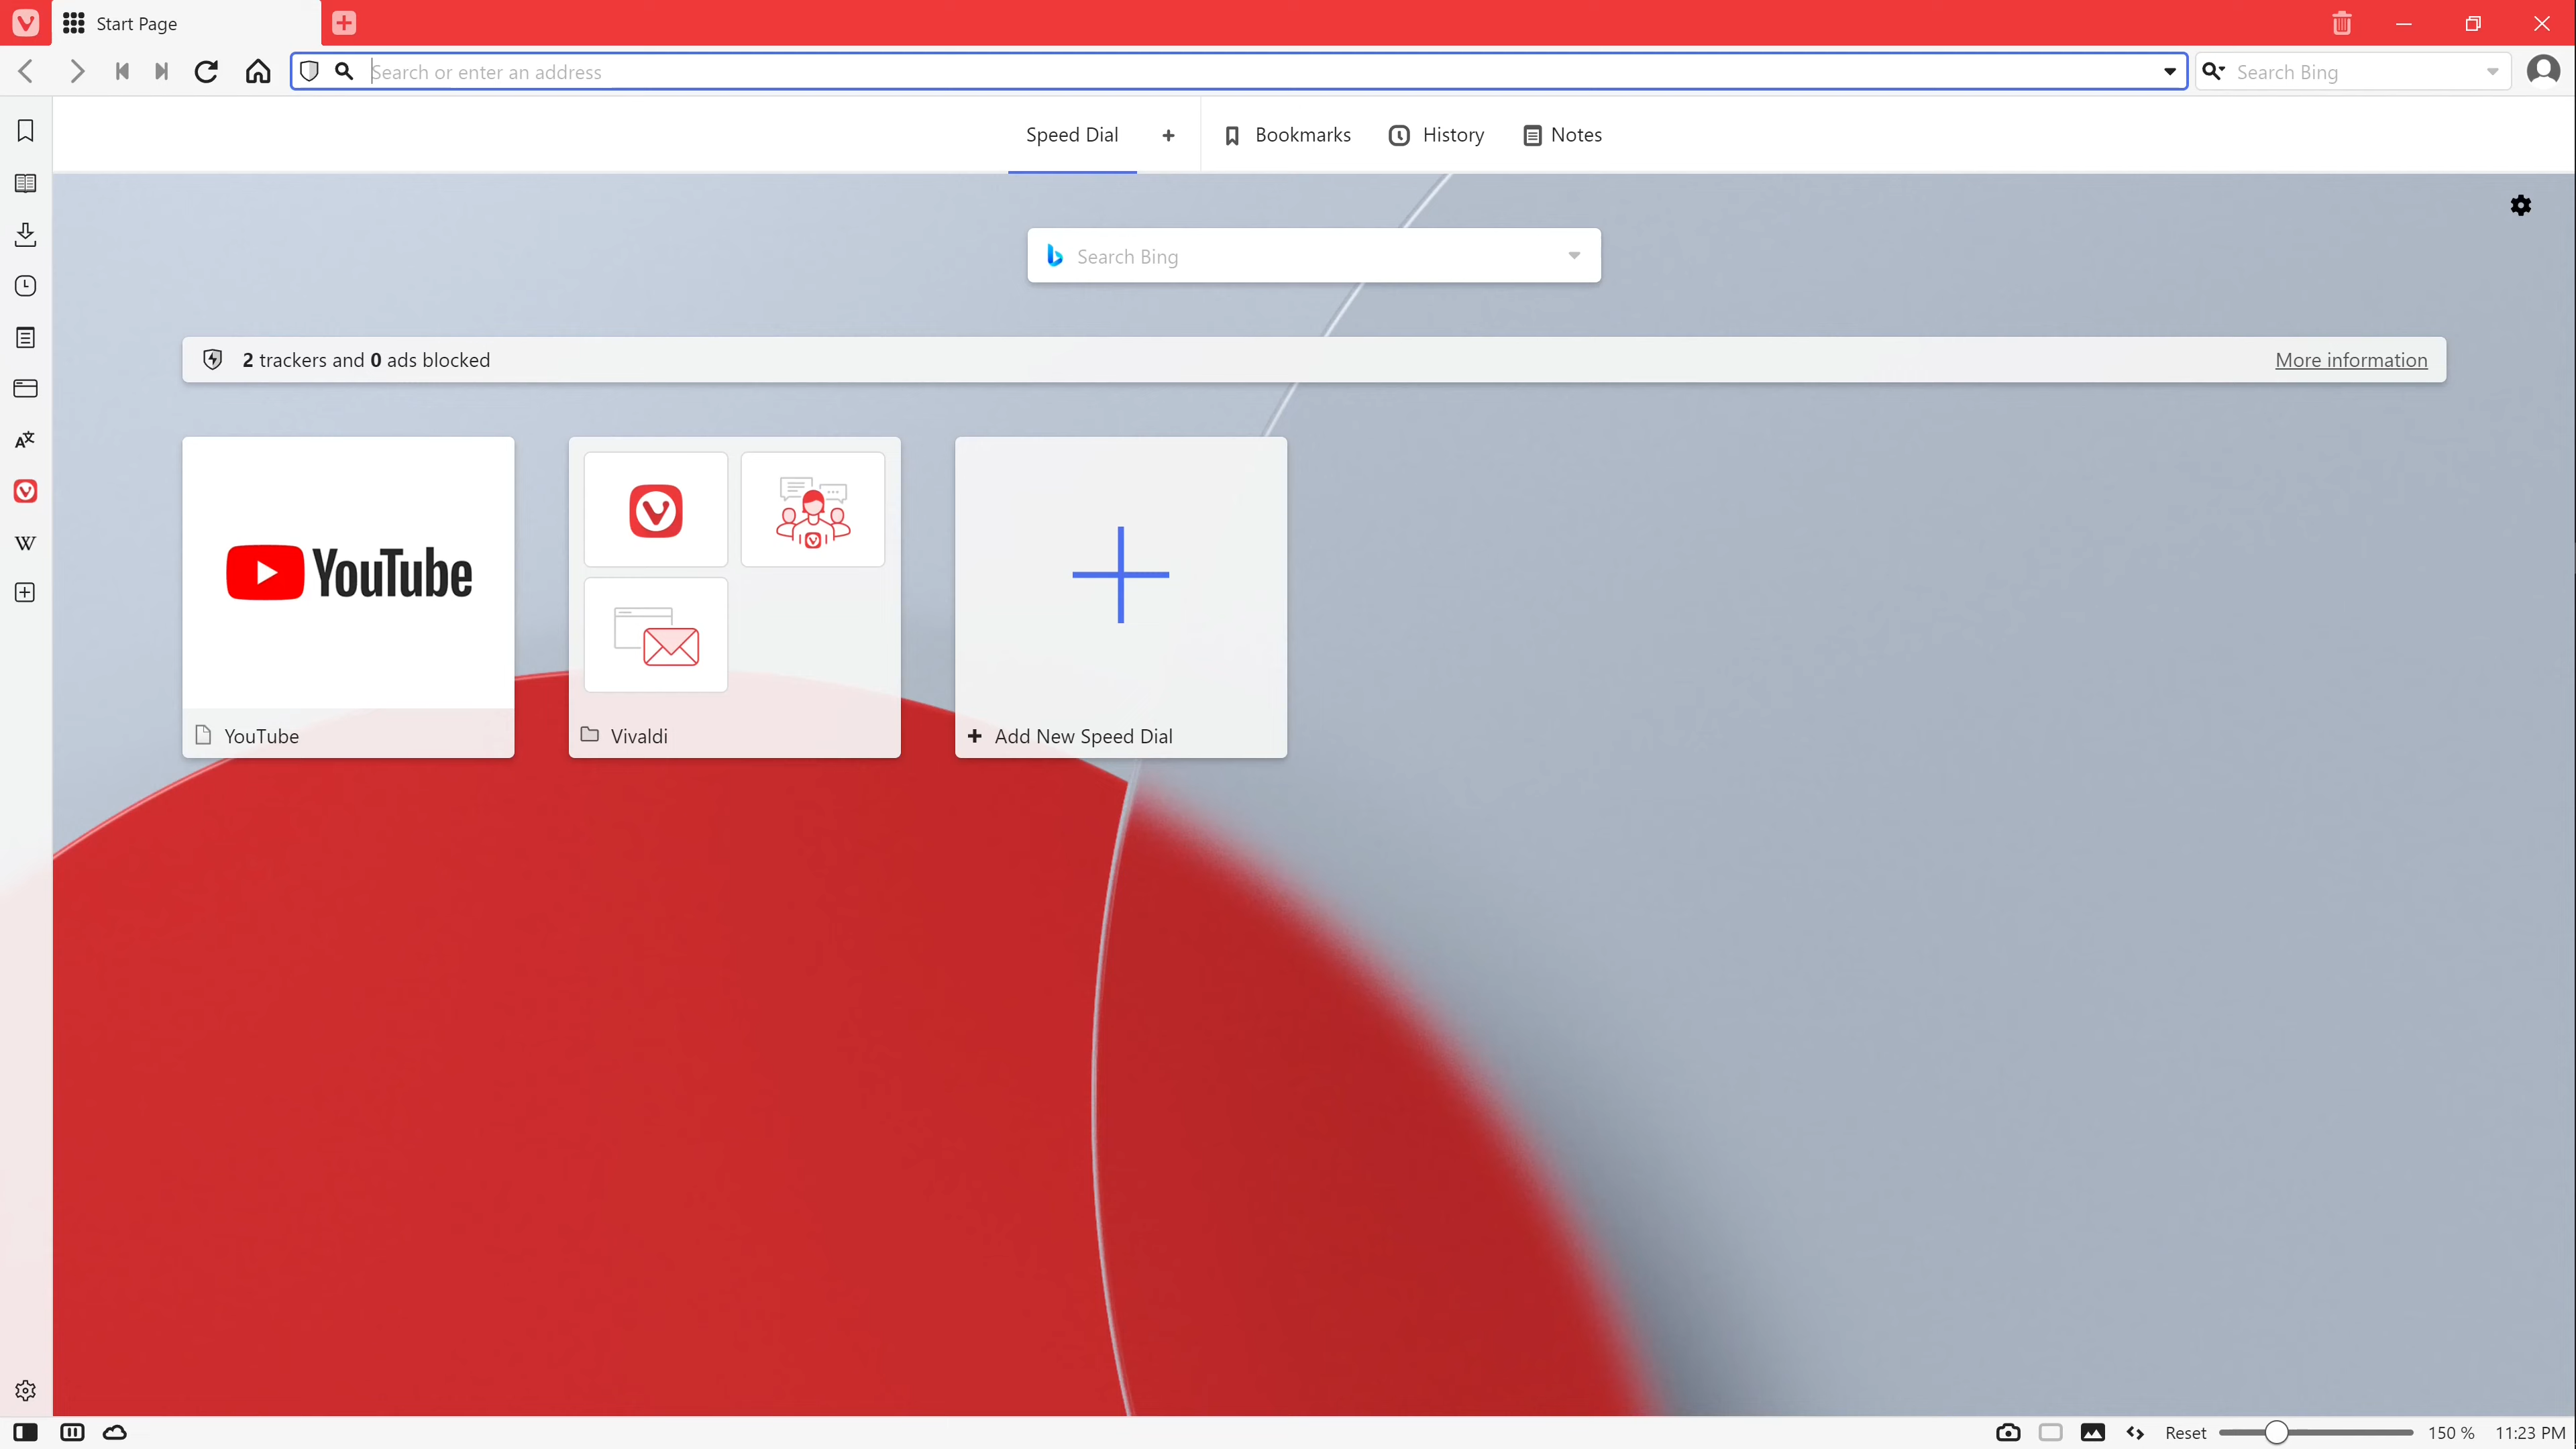 Start Page
Search or enter an address
Search Bing
Speed Dial
Bookmarks
History
Notes
Search Bing
2 trackers and 0 ads blocked
More information
YouTube
YouTube
Vivaldi
Add New Speed Dial
Reset
150 %
11:23 PM